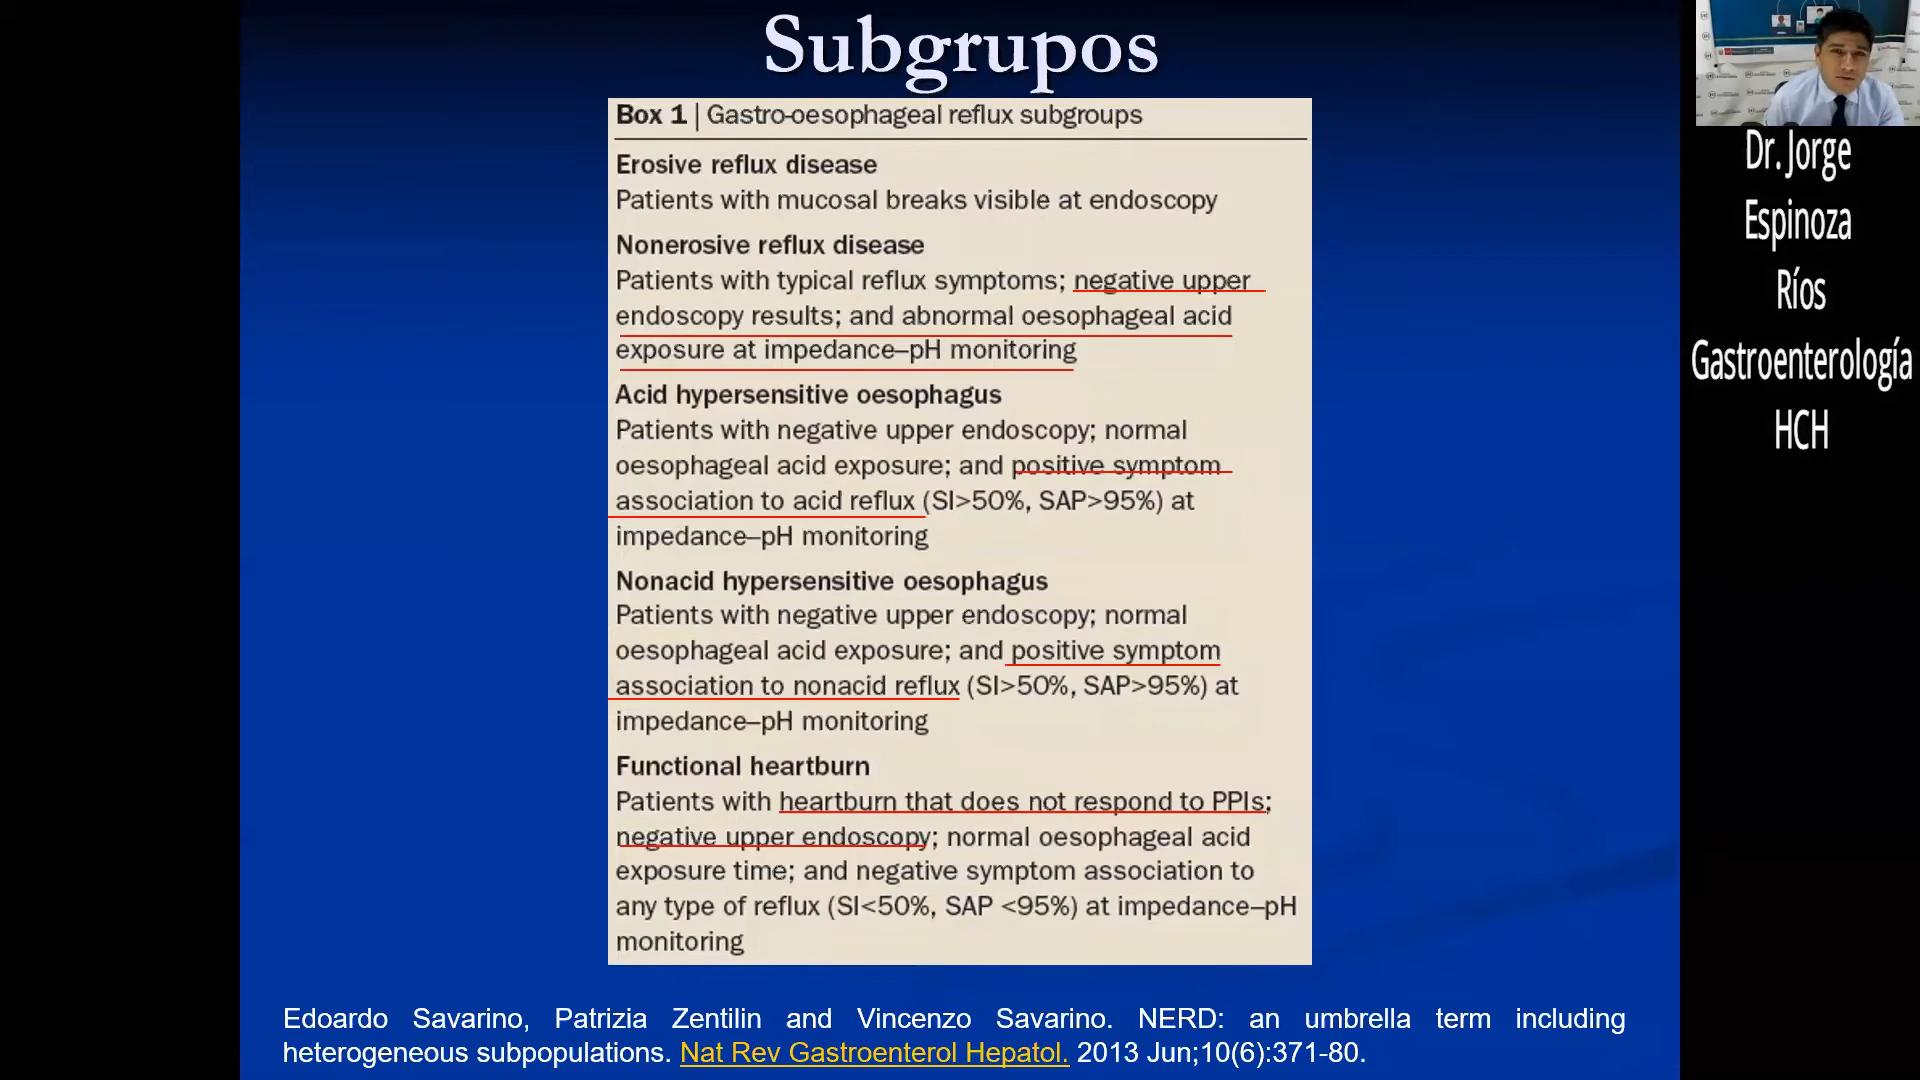 Subgrupos
Box 1 | Gastro-oesophageal reflux subgroups
Erosive reflux disease
Patients with mucosal breaks visible at endoscopy
Nonerosive reflux disease
Patients with typical reflux symptoms; negative upper
endoscopy results; and abnormal oesophageal acid
exposure at impedance–pH monitoring
Acid hypersensitive oesophagus
Patients with negative upper endoscopy; normal
oesophageal acid exposure; and positive symptom
association to acid reflux (SI>50%, SAP>95%) at
impedance–pH monitoring
Nonacid hypersensitive oesophagus
Patients with negative upper endoscopy; normal
oesophageal acid exposure; and positive symptom
association to nonacid reflux (SI>50%, SAP>95%) at
impedance–pH monitoring
Functional heartburn
Patients with heartburn that does not respond to PPIs;
negative upper endoscopy; normal oesophageal acid
exposure time; and negative symptom association to
any type of reflux (SI<50%, SAP <95%) at impedance–pH
monitoring
Edoardo Savarino, Patrizia Zentilin and Vincenzo Savarino. NERD: an umbrella term including
heterogeneous subpopulations. Nat Rev Gastroenterol Hepatol. 2013 Jun;10(6):371-80.
Dr. Jorge
Espinoza
Ríos
Gastroenterología
HCH